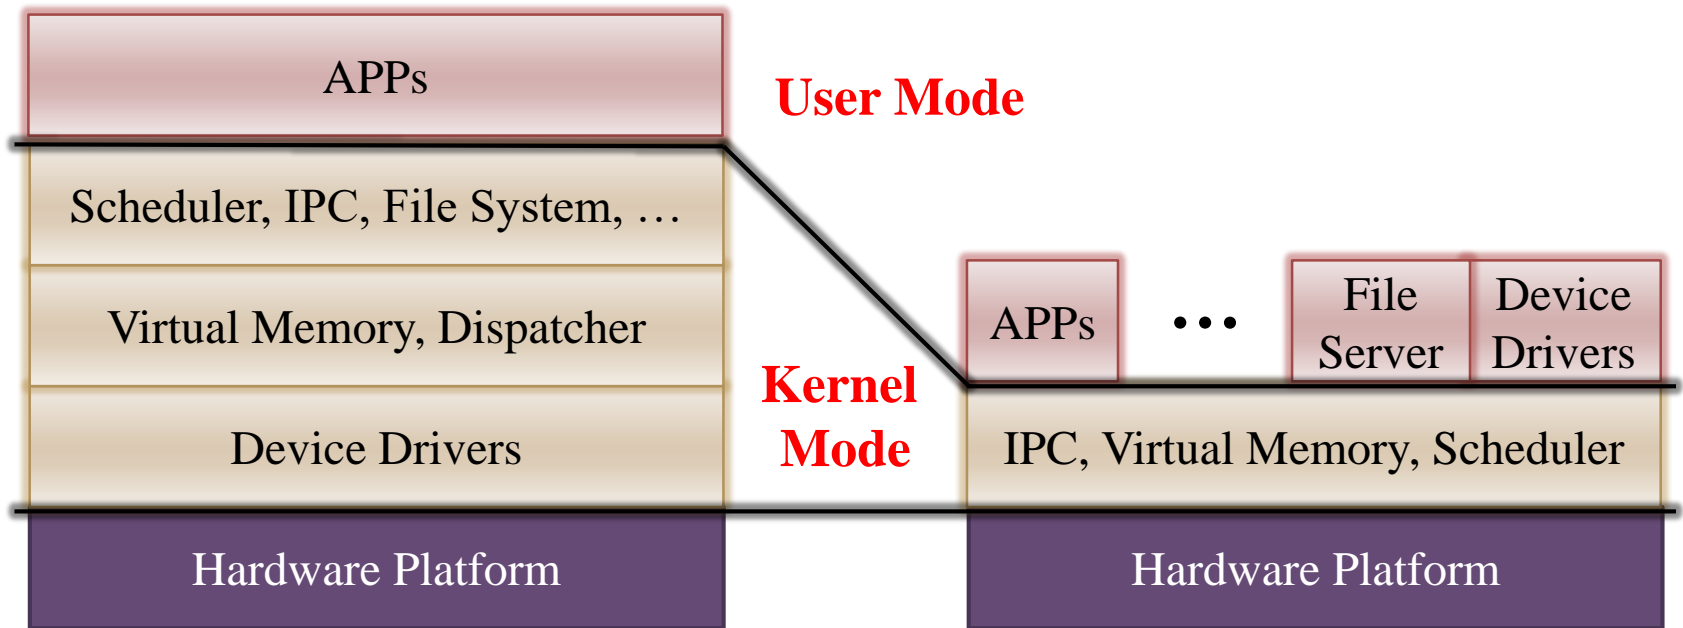 APPs
User Mode
Scheduler, IPC, File System, …
Virtual Memory, Dispatcher
Device Drivers
Hardware Platform
Kernel
Mode
APPs
…
File
Server
Device
Drivers
IPC, Virtual Memory, Scheduler
Hardware Platform